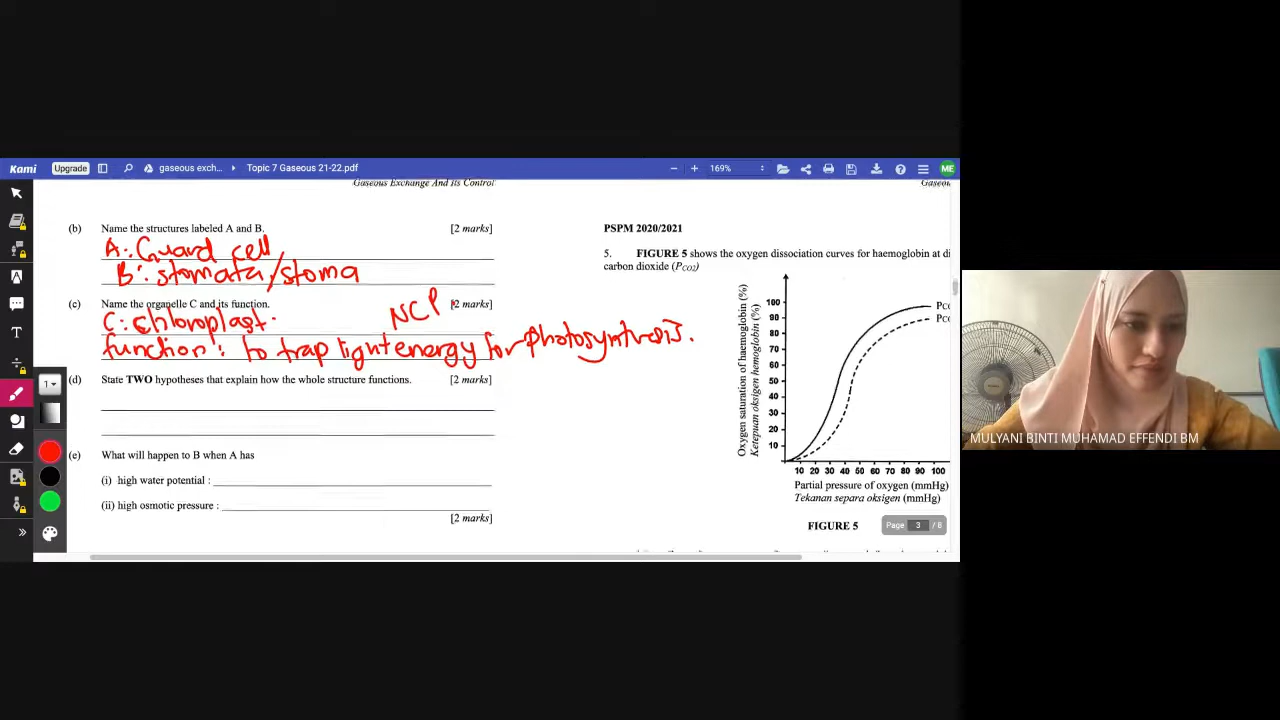 Kami
Upgrade
gaseous exch...
Topic 7 Gaseous 21-22.pdf
169%
ME
Gaseous Exchange And its Control
Gaseou
(b) Name the structures labeled A and B. [2 marks]
A: Guard cell
B: stomata/stoma
(c) Name the organelle C and its function. [2 marks]
NCP
C: chloroplast.
function: to trap light energy for photosynthesis.
(d) State TWO hypotheses that explain how the whole structure functions. [2 marks]
(e) What will happen to B when A has
(i) high water potential :
(ii) high osmotic pressure :
[2 marks]
PSPM 2020/2021
5. FIGURE 5 shows the oxygen dissociation curves for haemoglobin at di
carbon dioxide (PCO2)
Oxygen saturation of haemoglobin (%)
Ketepuan oksigen hemoglobin (%)
100
90
80
70
60
50
40
30
20
10
PC
PC
10 20 30 40 50 60 70 80 90 100
Partial pressure of oxygen (mmHg)
Tekanan separa oksigen (mmHg)
FIGURE 5
Page 3 / 8
1
MULYANI BINTI MUHAMAD EFFENDI BM